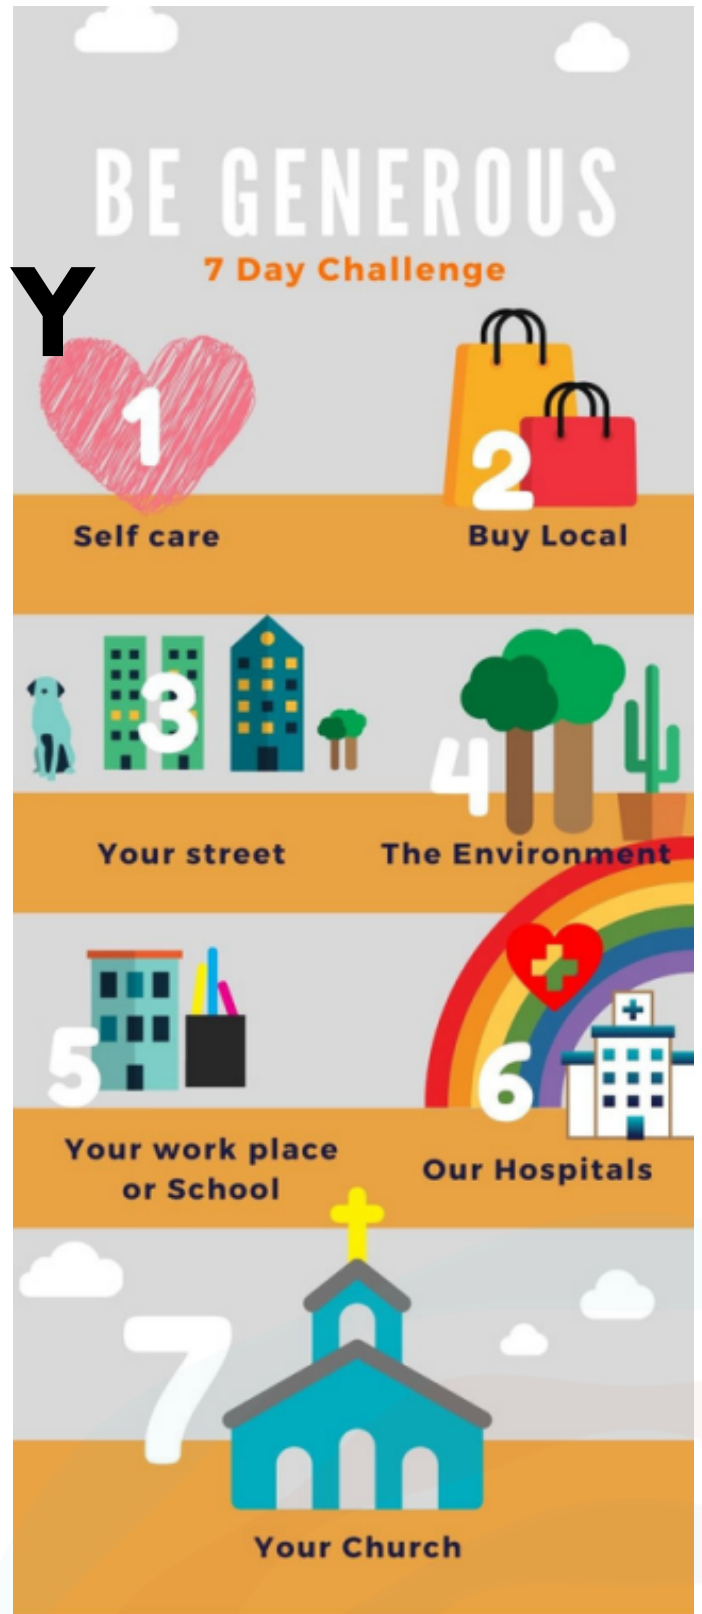 BE GENEROUS
7 Day Challenge
Y
1
2
Self care
Buy Local
3
4
Your street
The Environment
5
6
Your work place
or School
Our Hospitals
7
Your Church